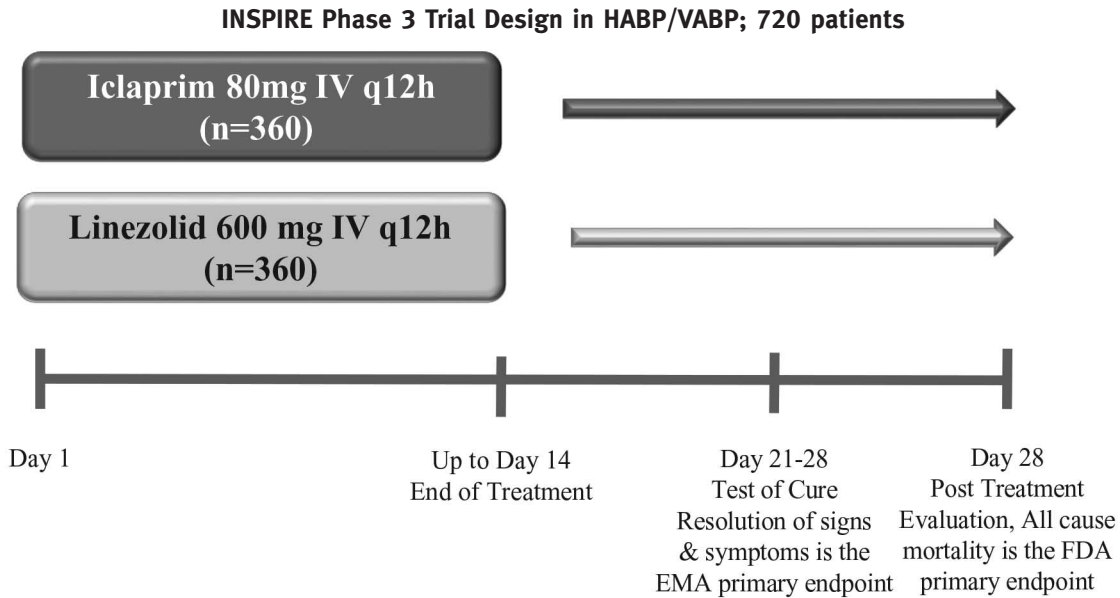 INSPIRE Phase 3 Trial Design in HABP/VABP; 720 patients
Iclaprim 80mg IV q12h
(n=360)
Linezolid 600 mg IV q12h
(n=360)
Day 1
Up to Day 14
End of Treatment
Day 21-28
Test of Cure
Resolution of signs
& symptoms is the
EMA primary endpoint
Day 28
Post Treatment
Evaluation, All cause
mortality is the FDA
primary endpoint